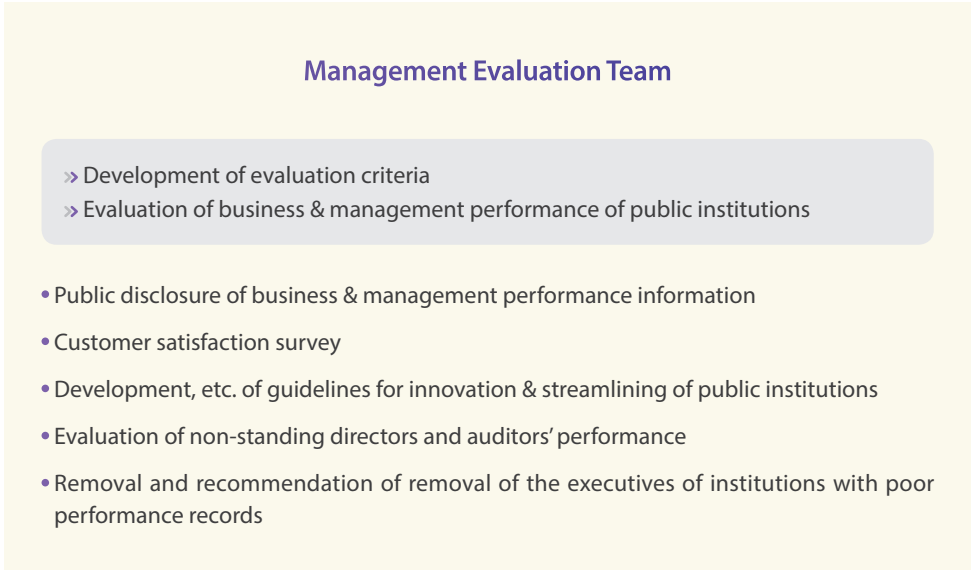 Management Evaluation Team
» Development of evaluation criteria
» Evaluation of business & management performance of public institutions
• Public disclosure of business & management performance information
• Customer satisfaction survey
• Development, etc. of guidelines for innovation & streamlining of public institutions
• Evaluation of non-standing directors and auditors’ performance
• Removal and recommendation of removal of the executives of institutions with poor
performance records